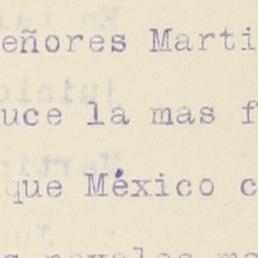 eñores Marti
uce la mas f
que México c